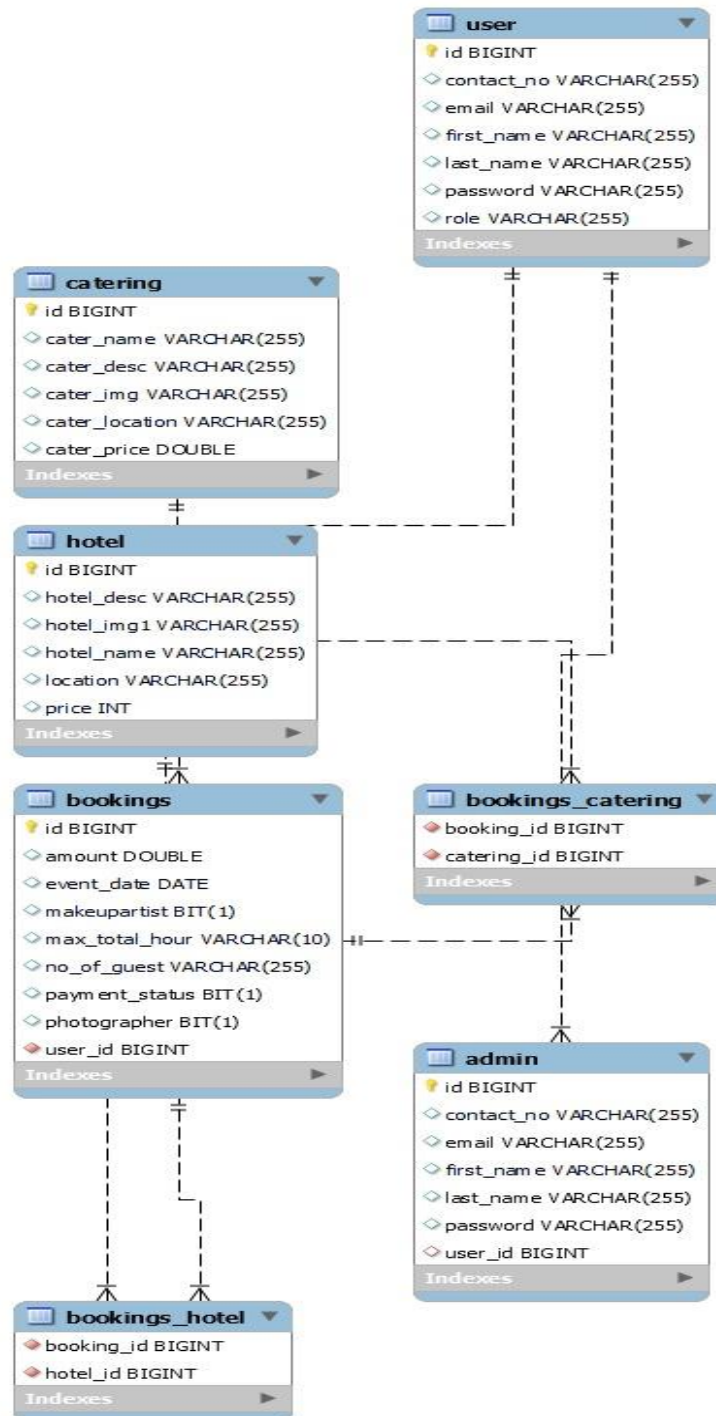 user
id BIGINT
contact_no VARCHAR(255)
email VARCHAR(255)
first_name VARCHAR(255)
last_name VARCHAR(255)
password VARCHAR(255)
role VARCHAR(255)
Indexes
catering
id BIGINT
cater_name VARCHAR(255)
cater_desc VARCHAR(255)
cater_img VARCHAR(255)
cater_location VARCHAR(255)
cater_price DOUBLE
Indexes
hotel
id BIGINT
hotel_desc VARCHAR(255)
hotel_img1 VARCHAR(255)
hotel_name VARCHAR(255)
location VARCHAR(255)
price INT
Indexes
bookings
id BIGINT
amount DOUBLE
event_date DATE
makeupartist BIT(1)
max_total_hour VARCHAR(10)
no_of_guest VARCHAR(255)
payment_status BIT(1)
photographer BIT(1)
user_id BIGINT
Indexes
bookings_catering
booking_id BIGINT
catering_id BIGINT
Indexes
admin
id BIGINT
contact_no VARCHAR(255)
email VARCHAR(255)
first_name VARCHAR(255)
last_name VARCHAR(255)
password VARCHAR(255)
user_id BIGINT
Indexes
bookings_hotel
booking_id BIGINT
hotel_id BIGINT
Indexes